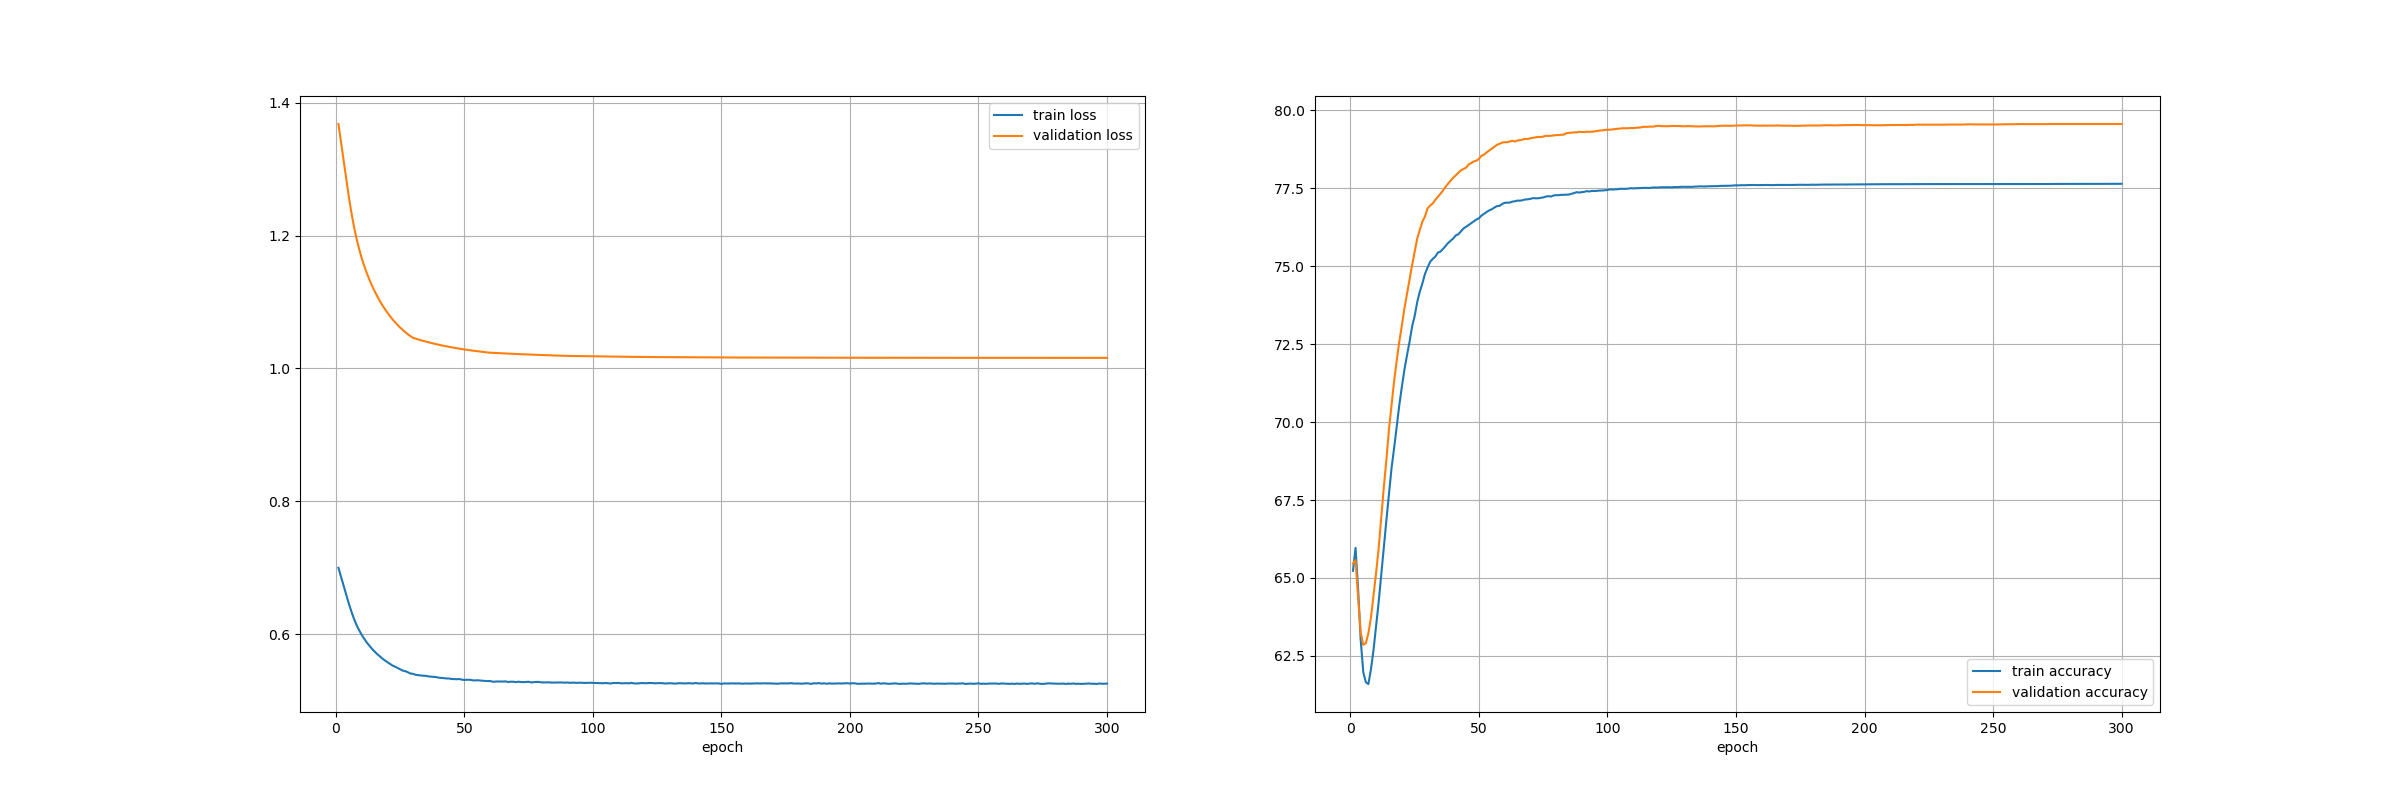 1.4
1.2
1.0
0.8
0.6
0 50 100 150 200 250 300
epoch
train loss
validation loss
80.0
77.5
75.0
72.5
70.0
67.5
65.0
62.5
0 50 100 150 200 250 300
epoch
train accuracy
validation accuracy